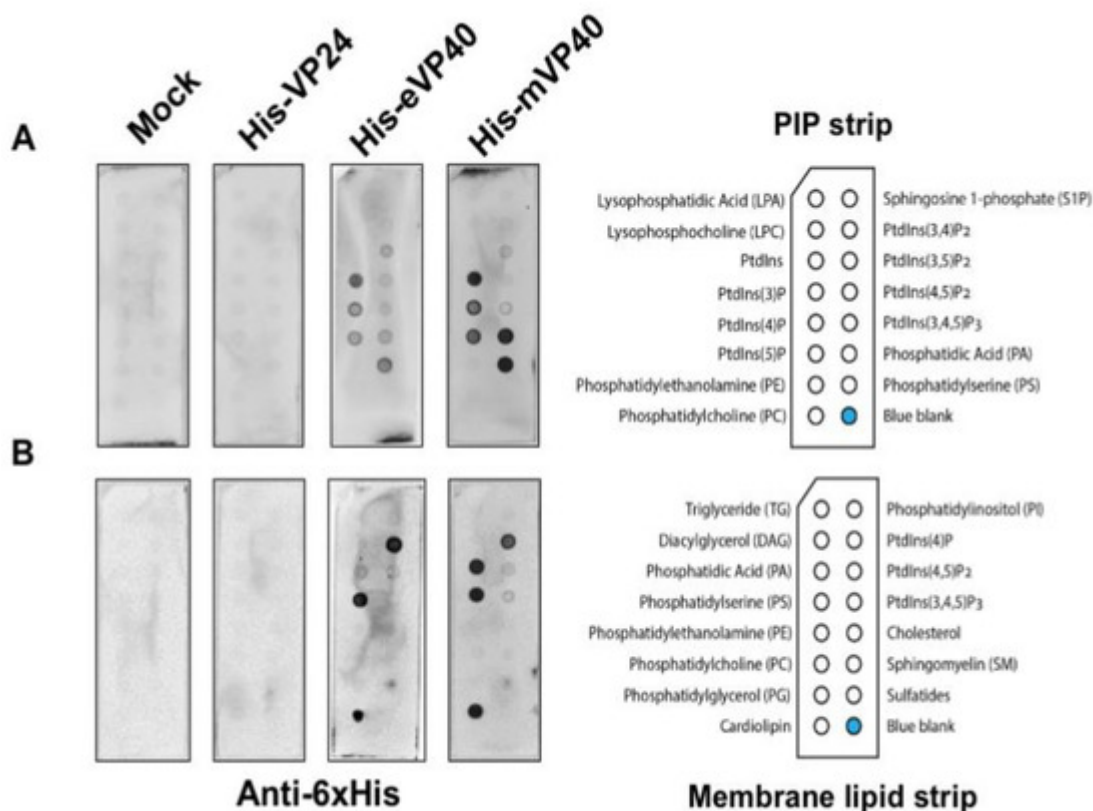 Mock
His-VP24
His-eVP40
His-mVP40
A
PIP strip
Lysophosphatidic Acid (LPA)
Sphingosine 1-phosphate (S1P)
Lysophosphocholine (LPC)
PtdIns(3,4)P2
PtdIns
PtdIns(3,5)P2
PtdIns(3)P
PtdIns(4,5)P2
PtdIns(4)P
PtdIns(3,4,5)P3
PtdIns(5)P
Phosphatidic Acid (PA)
Phosphatidylethanolamine (PE)
Phosphatidylserine (PS)
Phosphatidylcholine (PC)
Blue blank
B
Triglyceride (TG)
Phosphatidylinositol (PI)
Diacylglycerol (DAG)
PtdIns(4)P
Phosphatidic Acid (PA)
PtdIns(4,5)P2
Phosphatidylserine (PS)
PtdIns(3,4,5)P3
Phosphatidylethanolamine (PE)
Cholesterol
Phosphatidylcholine (PC)
Sphingomyelin (SM)
Phosphatidylglycerol (PG)
Sulfatides
Cardiolipin
Blue blank
Anti-6xHis
Membrane lipid strip